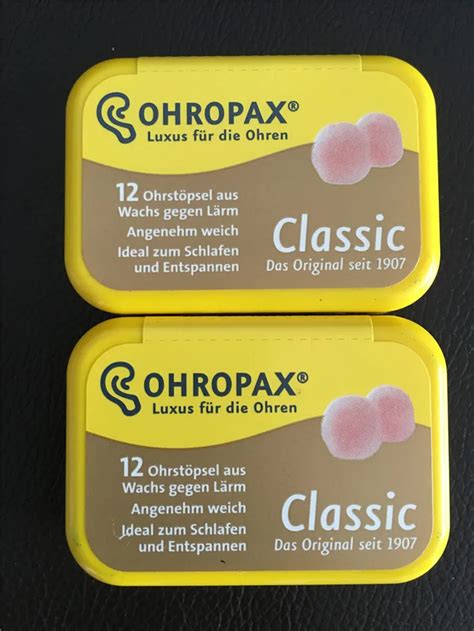 OHROPAX®
Luxus für die Ohren
12 Ohrstöpsel aus
Wachs gegen Lärm
Angenehm weich
Ideal zum Schlafen
und Entspannen
Classic
Das Original seit 1907
OHROPAX®
Luxus für die Ohren
12 Ohrstöpsel aus
Wachs gegen Lärm
Angenehm weich
Ideal zum Schlafen
und Entspannen
Classic
Das Original seit 1907